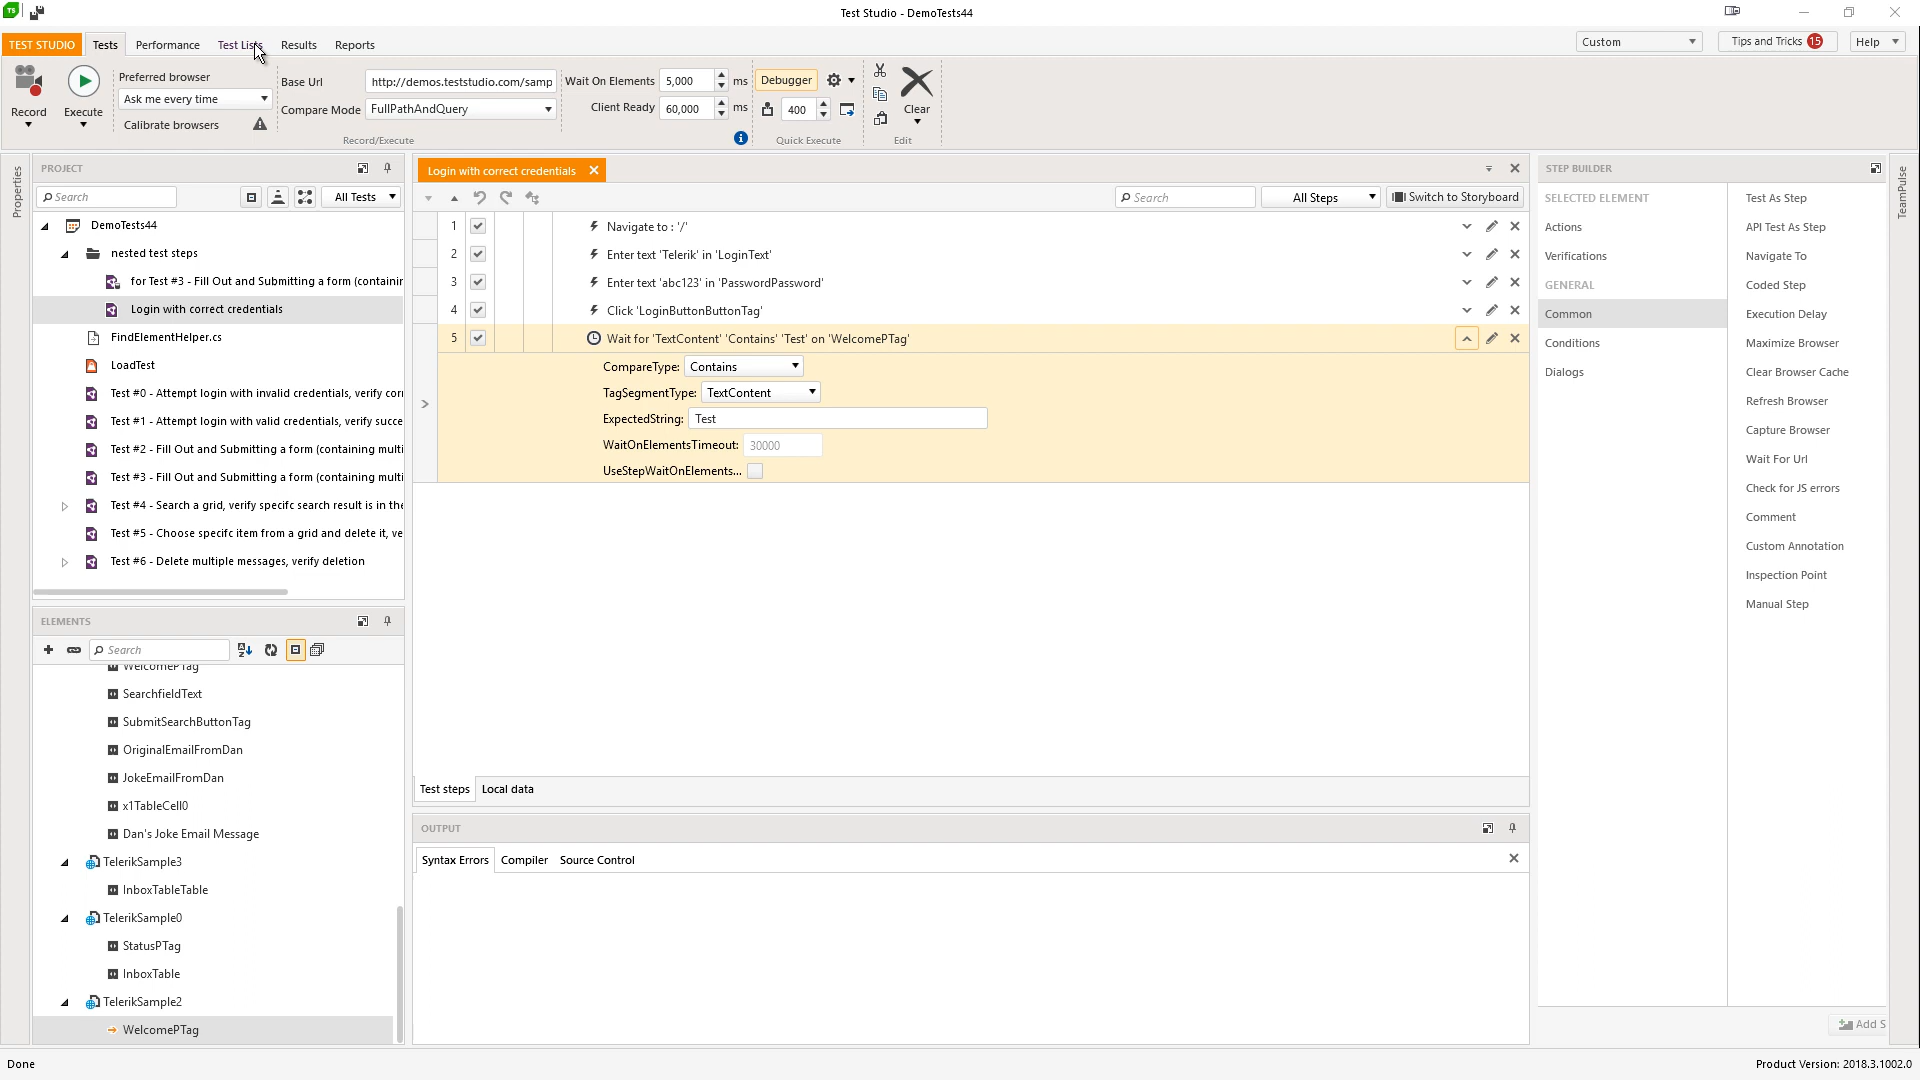 TS
Test Studio - DemoTests44
TEST STUDIO
Tests
Performance
Test Lists
Results
Reports
Custom
Tips and Tricks 15
Help
Record
Execute
Preferred browser
Ask me every time
Calibrate browsers
Base Url
http://demos.teststudio.com/samp
Compare Mode
FullPathAndQuery
Record/Execute
Wait On Elements 5,000 ms
Client Ready 60,000 ms
Debugger
400
Quick Execute
Clear
Edit
Properties
PROJECT
Search
All Tests
DemoTests44
nested test steps
for Test #3 - Fill Out and Submitting a form (containin
Login with correct credentials
FindElementHelper.cs
LoadTest
Test #0 - Attempt login with invalid credentials, verify corr
Test #1 - Attempt login with valid credentials, verify succe
Test #2 - Fill Out and Submitting a form (containing multi
Test #3 - Fill Out and Submitting a form (containing multi
Test #4 - Search a grid, verify specifc search result is in the
Test #5 - Choose specifc item from a grid and delete it, ve
Test #6 - Delete multiple messages, verify deletion
ELEMENTS
Search
WelcomePTag
SearchfieldText
SubmitSearchButtonTag
OriginalEmailFromDan
JokeEmailFromDan
x1TableCell0
Dan's Joke Email Message
TelerikSample3
InboxTableTable
TelerikSample0
StatusPTag
InboxTable
TelerikSample2
WelcomePTag
Login with correct credentials
Search
All Steps
Switch to Storyboard
1 Navigate to : '/'
2 Enter text 'Telerik' in 'LoginText'
3 Enter text 'abc123' in 'PasswordPassword'
4 Click 'LoginButtonButtonTag'
5 Wait for 'TextContent' 'Contains' 'Test' on 'WelcomePTag'
CompareType: Contains
TagSegmentType: TextContent
ExpectedString: Test
WaitOnElementsTimeout: 30000
UseStepWaitOnElements...
Test steps
Local data
OUTPUT
Syntax Errors
Compiler
Source Control
STEP BUILDER
SELECTED ELEMENT
Actions
Verifications
GENERAL
Common
Conditions
Dialogs
Test As Step
API Test As Step
Navigate To
Coded Step
Execution Delay
Maximize Browser
Clear Browser Cache
Refresh Browser
Capture Browser
Wait For Url
Check for JS errors
Comment
Custom Annotation
Inspection Point
Manual Step
Add S
TeamPulse
Done
Product Version: 2018.3.1002.0